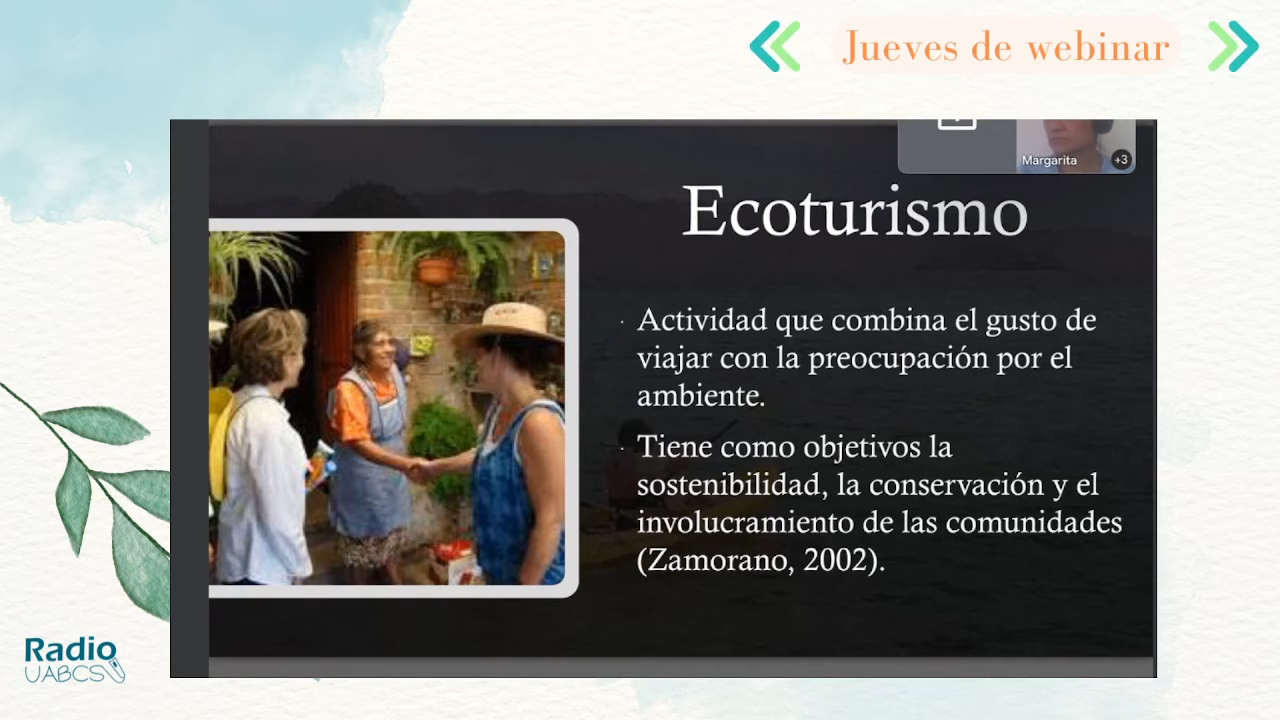 Jueves de webinar
Margarita
+3
Ecoturismo
· Actividad que combina el gusto de
viajar con la preocupación por el
ambiente.
· Tiene como objetivos la
sostenibilidad, la conservación y el
involucramiento de las comunidades
(Zamorano, 2002).
Radio
UABCS